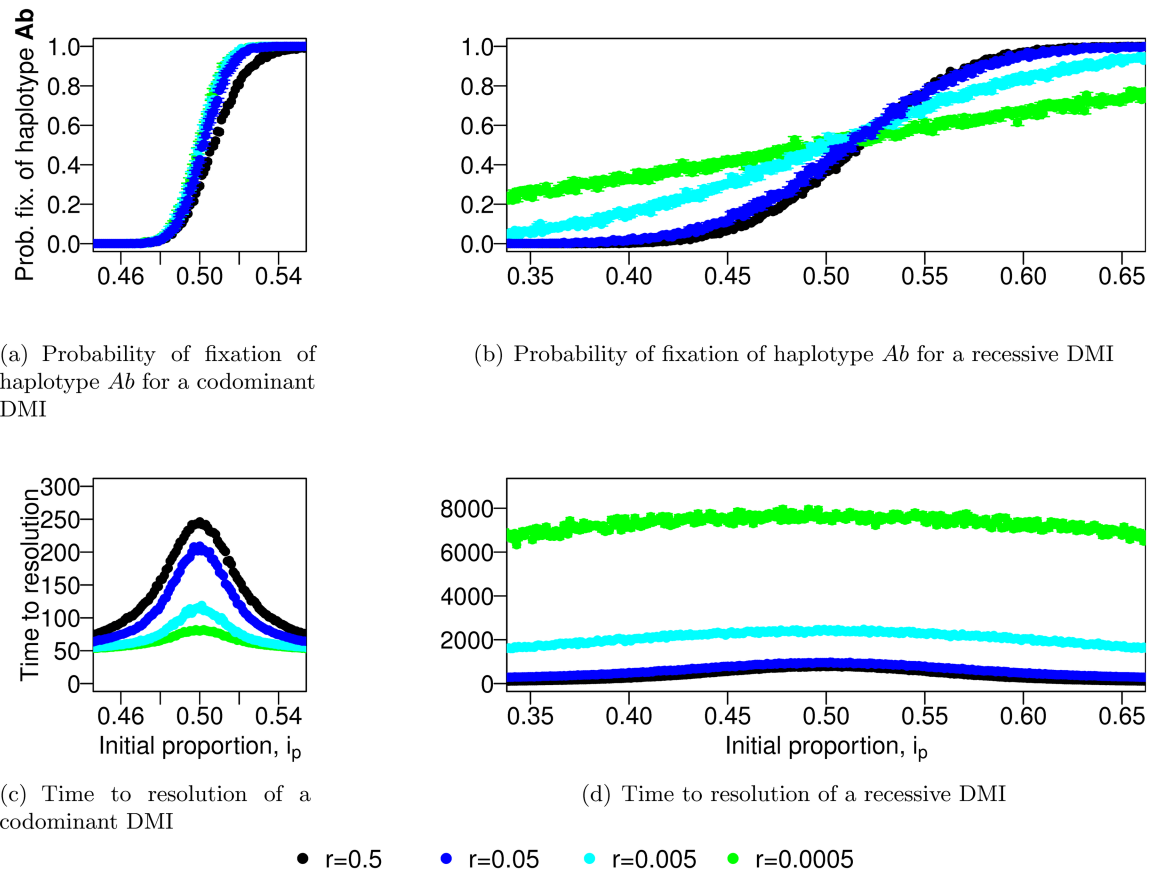 Prob. fix. of haplotype Ab
1.0
0.8
0.6
0.4
0.2
0.0
0.46 0.50 0.54
1.0
0.8
0.6
0.4
0.2
0.0
0.35 0.40 0.45 0.50 0.55 0.60 0.65
(a) Probability of fixation of
haplotype Ab for a codominant
DMI
(b) Probability of fixation of haplotype Ab for a recessive DMI
Time to resolution
300
250
200
150
100
50
0
0.46 0.50 0.54
Initial proportion, ip
8000
6000
4000
2000
0
0.35 0.40 0.45 0.50 0.55 0.60 0.65
Initial proportion, ip
(c) Time to resolution of a
codominant DMI
(d) Time to resolution of a recessive DMI
r=0.5 r=0.05 r=0.005 r=0.0005